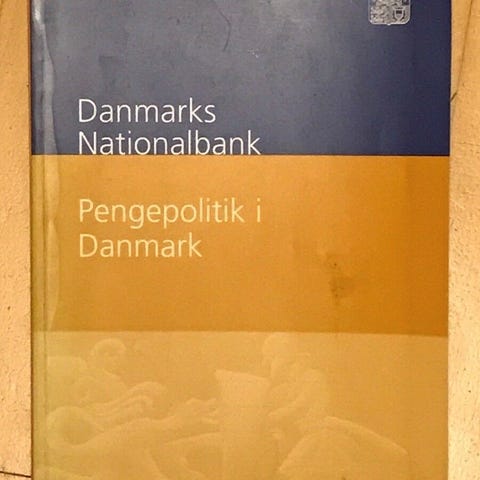 Danmarks
Nationalbank
Pengepolitik i
Danmark